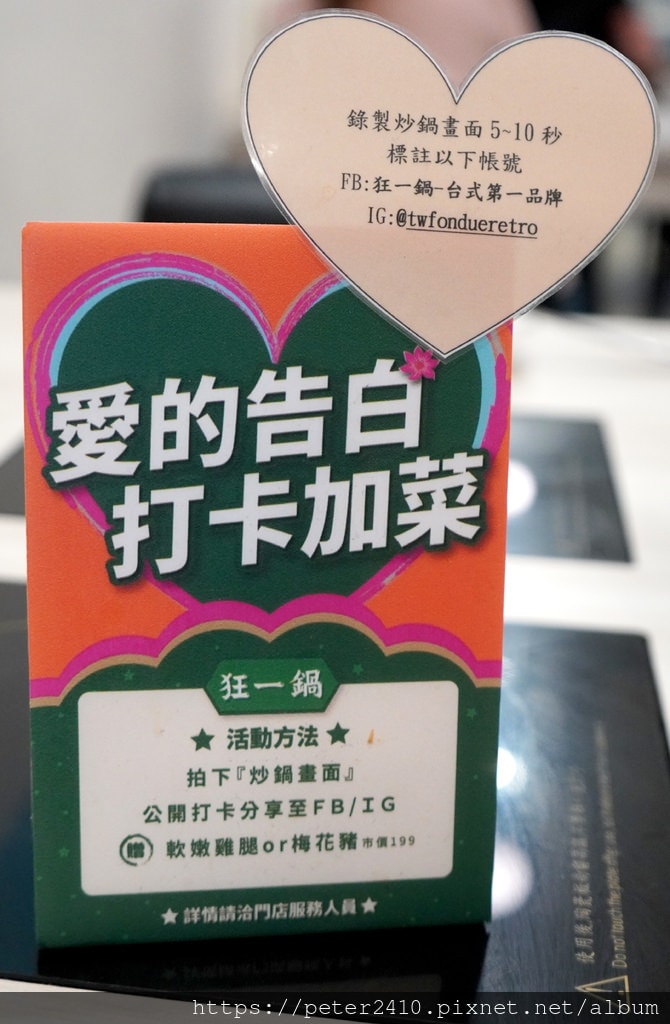 錄製炒鍋畫面5~10秒
標註以下帳號
FB:狂一鍋-台式第一品牌
IG:@twfondueretro
愛的告白
打卡加菜
狂一鍋
★ 活動方法 ★
拍下『炒鍋畫面』
公開打卡分享至FB/IG
贈 軟嫩雞腿or梅花豬市價199
★詳情請洽門店服務人員★
https://peter2410.pixnet.net/album